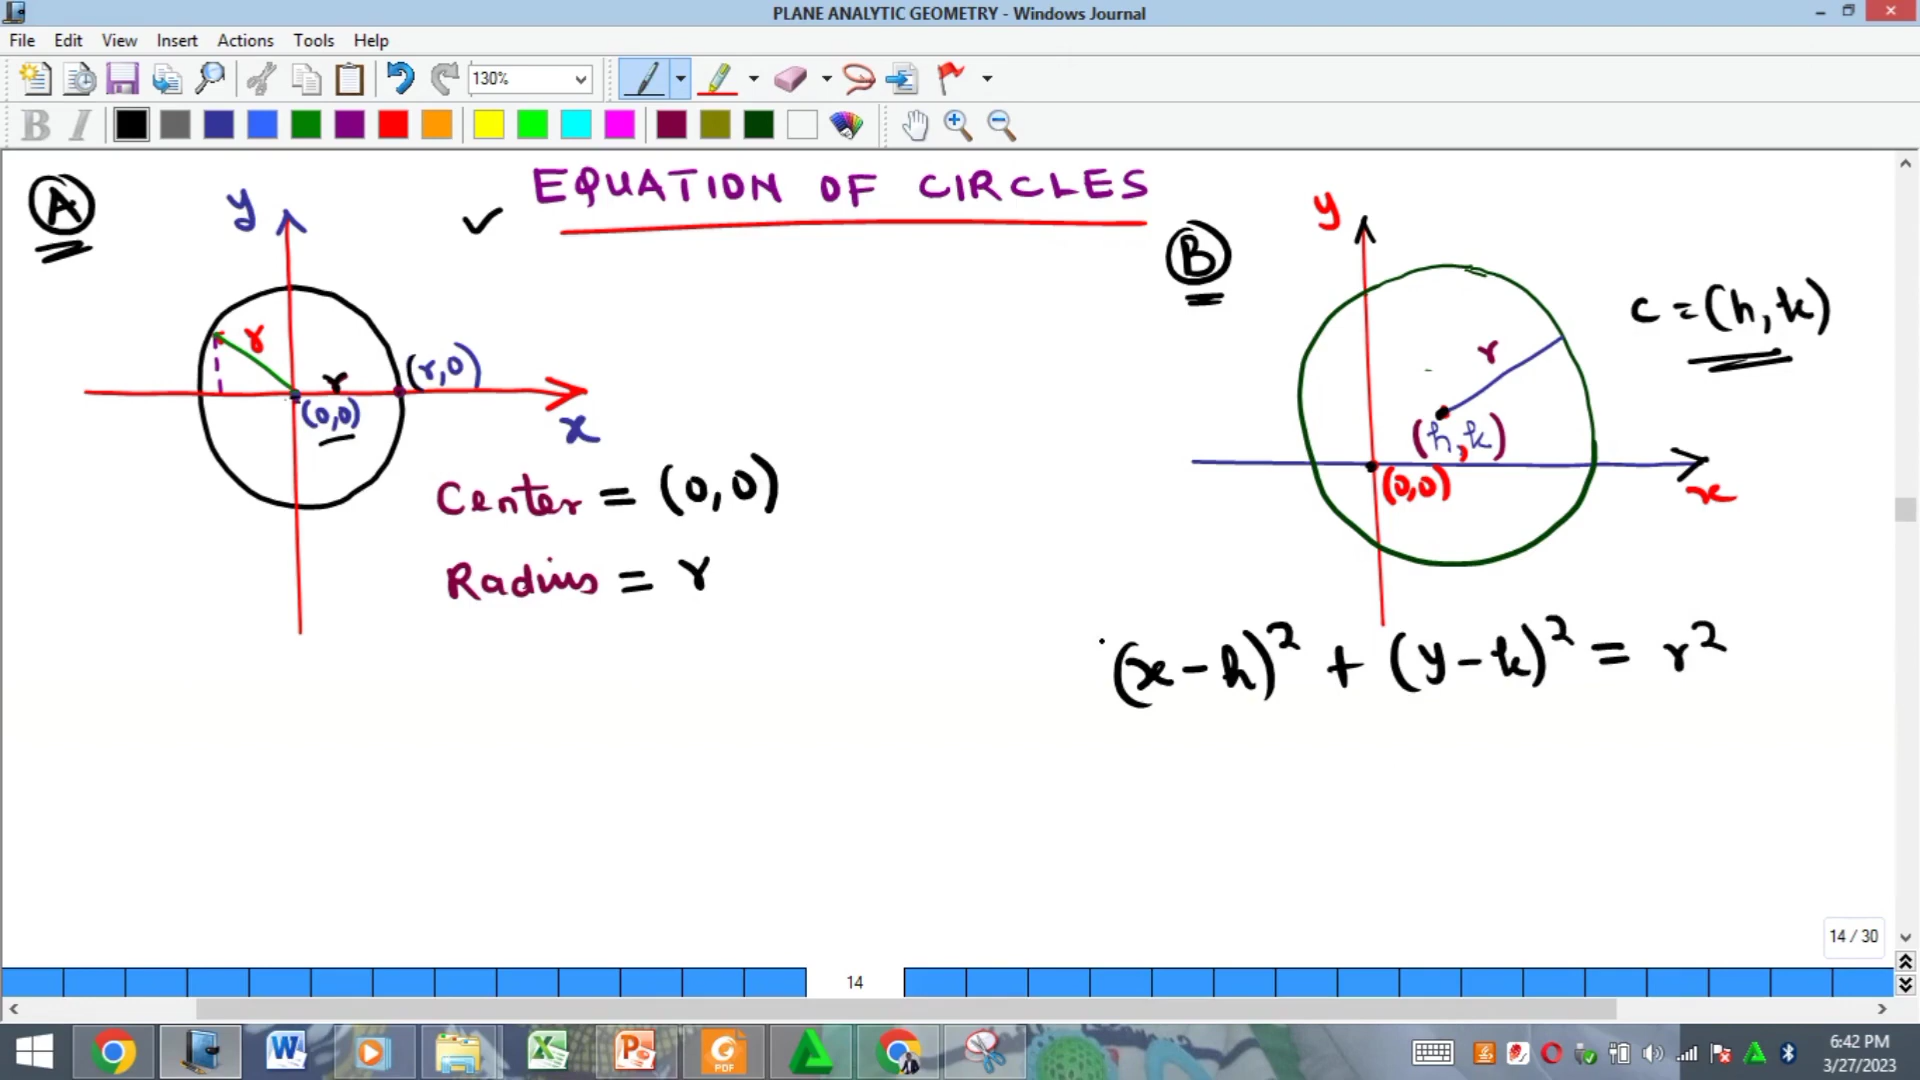 PLANE ANALYTIC GEOMETRY - Windows Journal
File Edit View Insert Actions Tools Help
130%
B I
EQUATION OF CIRCLES
A
y
r
r
(r,0)
(0,0)
x
Center = (0,0)
Radius = r
B
y
C = (h, k)
r
(h, k)
(0,0)
x
(x-h)² + (y-k)² = r²
14 / 30
14
PDF
6:42 PM
3/27/2023